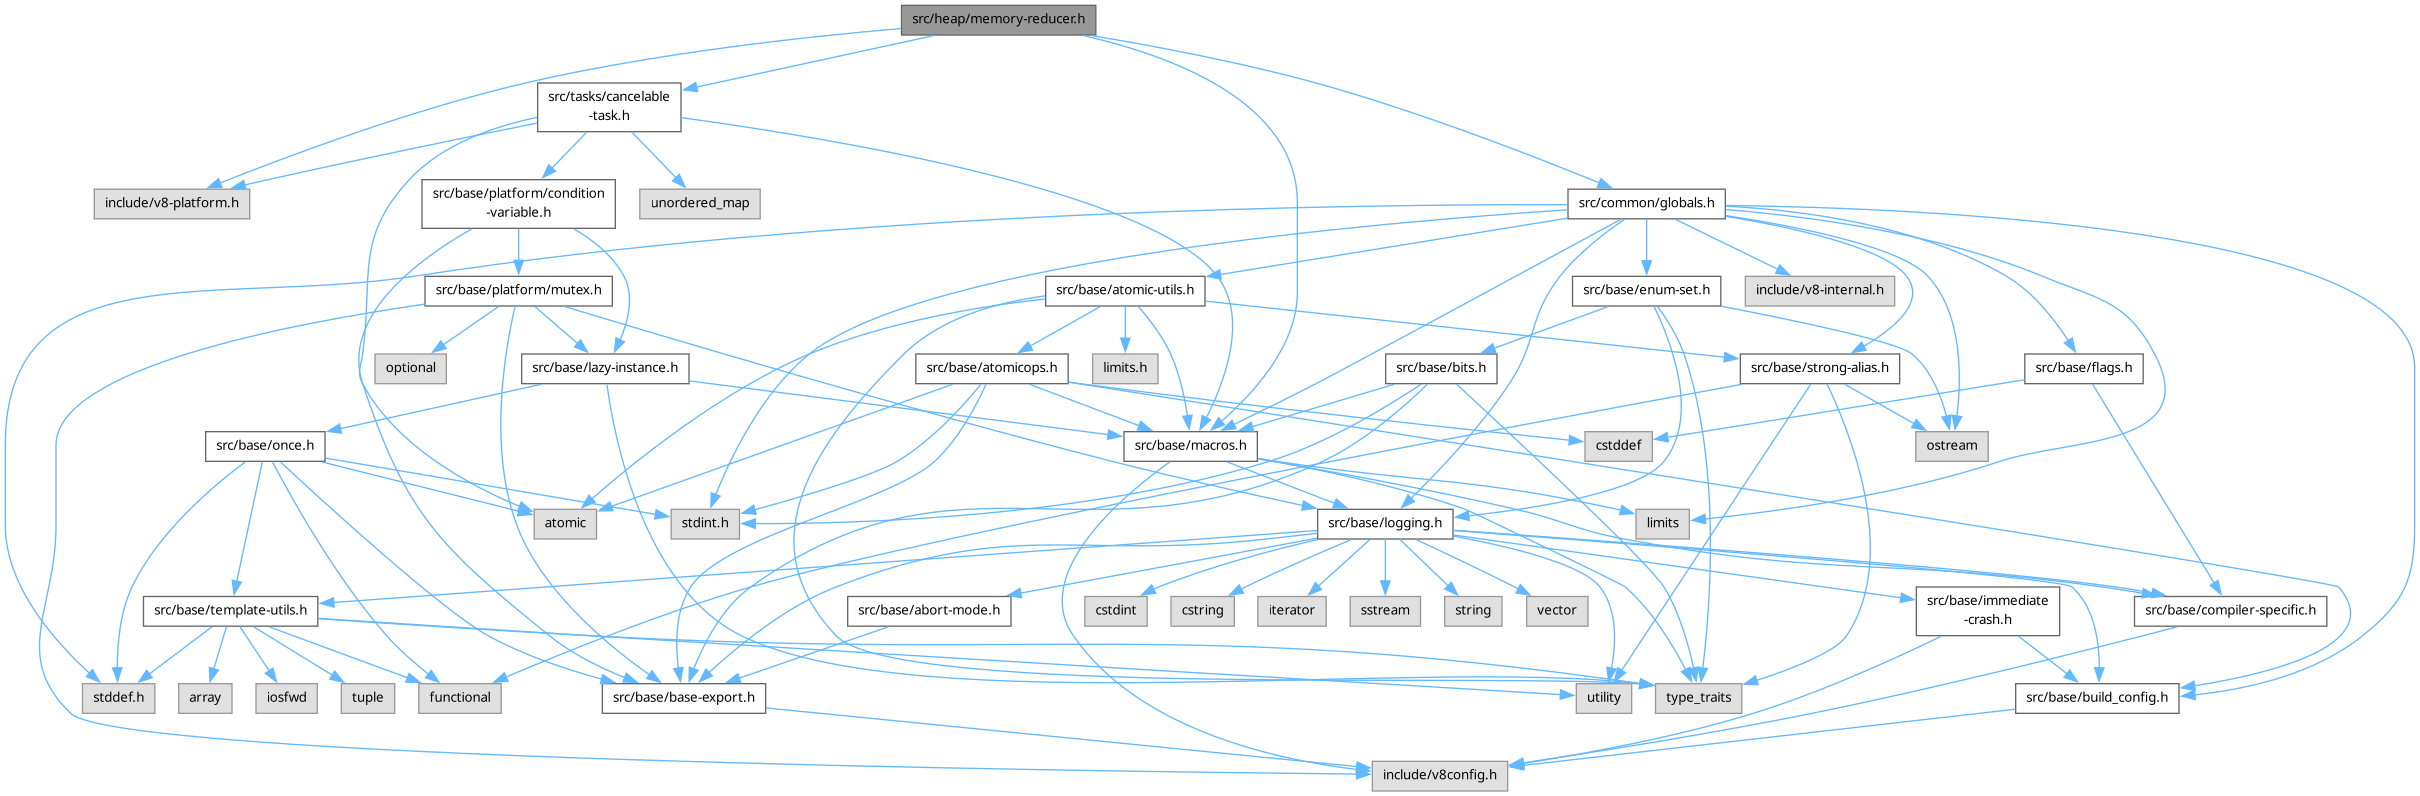 src/heap/memory-reducer.h
src/tasks/cancelable
-task.h
include/v8-platform.h
src/base/platform/condition
-variable.h
unordered_map
src/common/globals.h
src/base/platform/mutex.h
src/base/atomic-utils.h
src/base/enum-set.h
include/v8-internal.h
optional
src/base/lazy-instance.h
src/base/atomicops.h
limits.h
src/base/bits.h
src/base/strong-alias.h
src/base/flags.h
src/base/once.h
src/base/macros.h
cstddef
ostream
atomic
stdint.h
src/base/logging.h
limits
src/base/template-utils.h
src/base/abort-mode.h
cstdint
cstring
iterator
sstream
string
vector
src/base/immediate
-crash.h
src/base/compiler-specific.h
stddef.h
array
iosfwd
tuple
functional
src/base/base-export.h
utility
type_traits
src/base/build_config.h
include/v8config.h